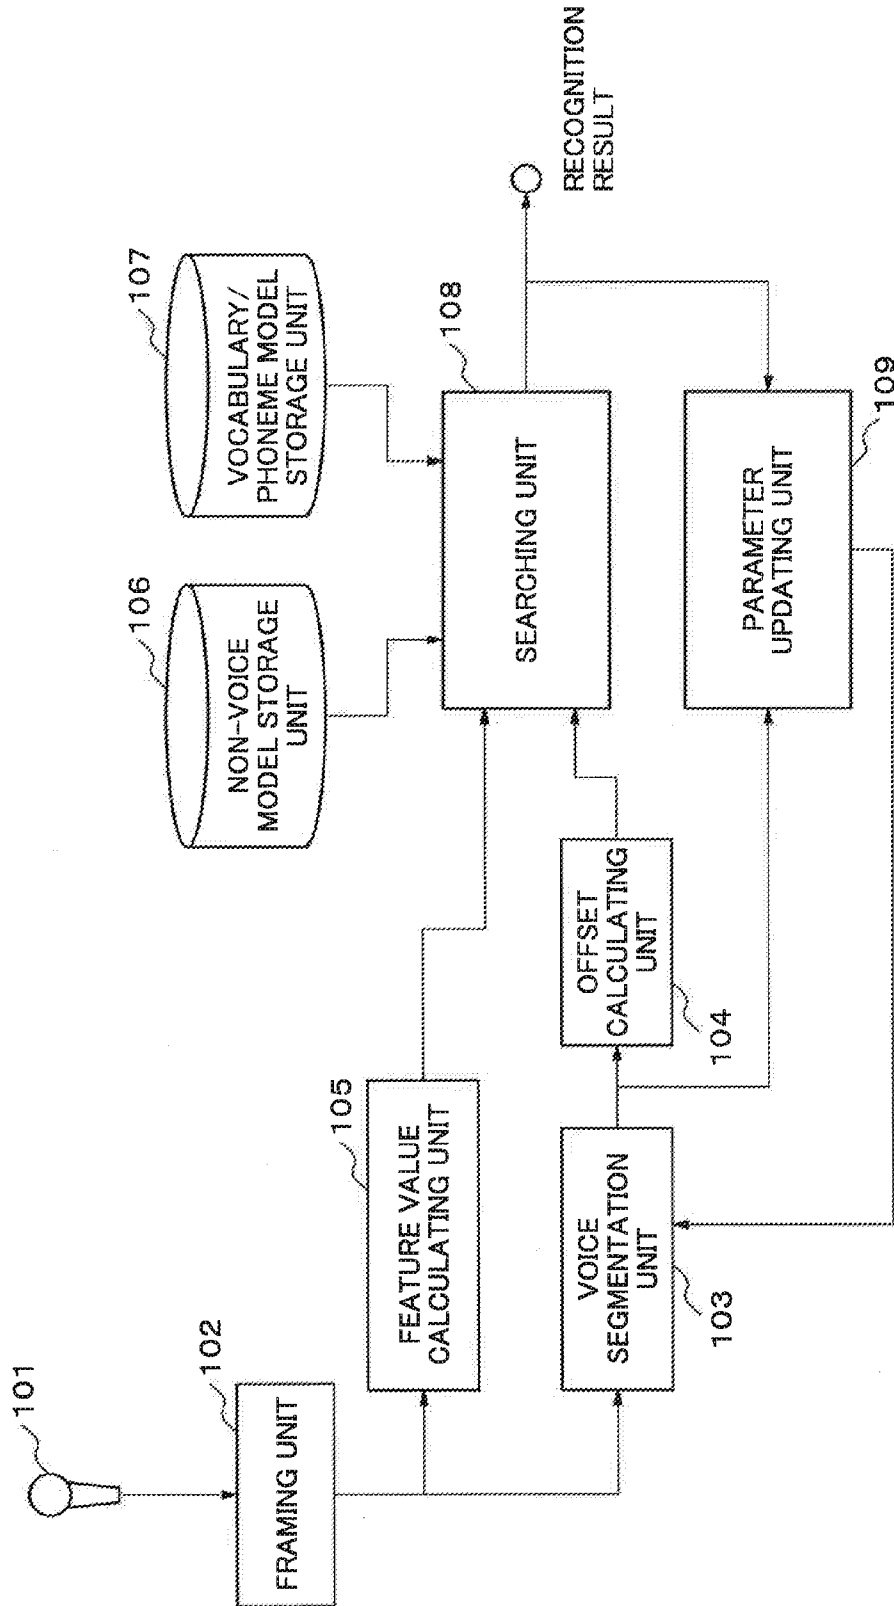 101
102
FRAMING UNIT
105
FEATURE VALUE
CALCULATING UNIT
VOICE
SEGMENTATION
UNIT
103
OFFSET
CALCULATING
UNIT
104
106
NON-VOICE
MODEL STORAGE
UNIT
107
VOCABULARY/
PHONEME MODEL
STORAGE UNIT
108
SEARCHING UNIT
PARAMETER
UPDATING UNIT
109
RECOGNITION
RESULT